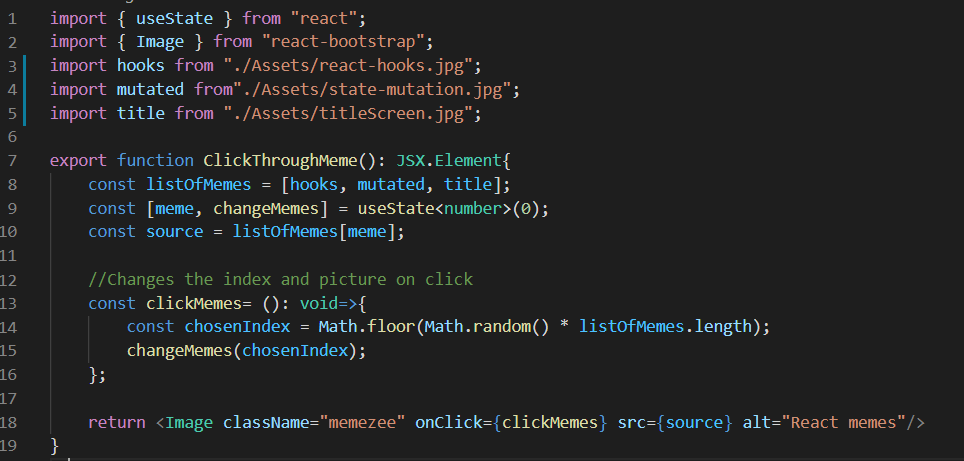 1 import { useState } from "react";
2 import { Image } from "react-bootstrap";
3 import hooks from "./Assets/react-hooks.jpg";
4 import mutated from"./Assets/state-mutation.jpg";
5 import title from "./Assets/titleScreen.jpg";
6
7 export function ClickThroughMeme(): JSX.Element{
8 const listOfMemes = [hooks, mutated, title];
9 const [meme, changeMemes] = useState<number>(0);
10 const source = listOfMemes[meme];
11
12 //Changes the index and picture on click
13 const clickMemes= (): void=>{
14 const chosenIndex = Math.floor(Math.random() * listOfMemes.length);
15 changeMemes(chosenIndex);
16 };
17
18 return <Image className="memezee" onClick={clickMemes} src={source} alt="React memes"/>
19 }